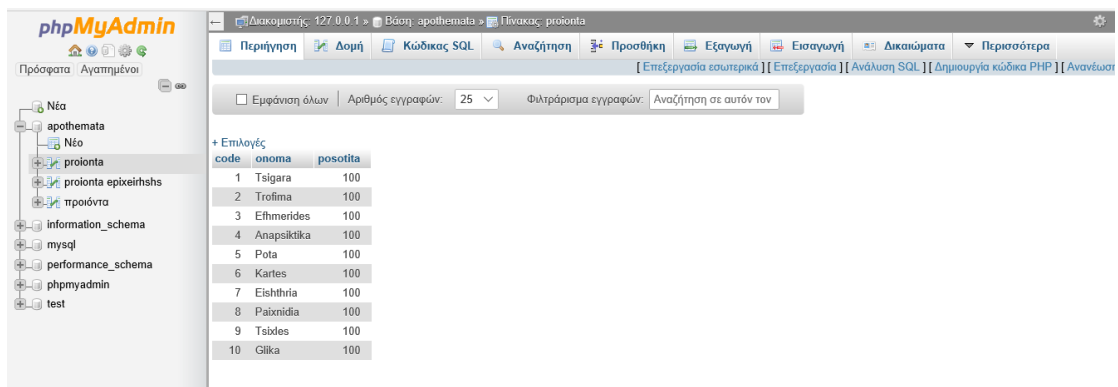 phpMyAdmin
Πρόσφατα Αγαπημένοι
Νέα
apothemata
Νέο
proionta
proionta epixeirhshs
προιόντα
information_schema
mysql
performance_schema
phpmyadmin
test
Διακομιστής: 127.0.0.1 » Βάση: apothemata » Πίνακας: proionta
Περιήγηση Δομή Κώδικας SQL Αναζήτηση Προσθήκη Εξαγωγή Εισαγωγή Δικαιώματα Περισσότερα
[ Επεξεργασία εσωτερικά ] [ Επεξεργασία ] [ Ανάλυση SQL ] [ Δημιουργία κώδικα PHP ] [ Ανανέωση
Εμφάνιση όλων Αριθμός εγγραφών: 25 Φιλτράρισμα εγγραφών: Αναζήτηση σε αυτόν τον
+ Επιλογές
code onoma posotita
1 Tsigara 100
2 Trofima 100
3 Efhmerides 100
4 Anapsiktika 100
5 Pota 100
6 Kartes 100
7 Eishthria 100
8 Paixnidia 100
9 Tsixles 100
10 Glika 100